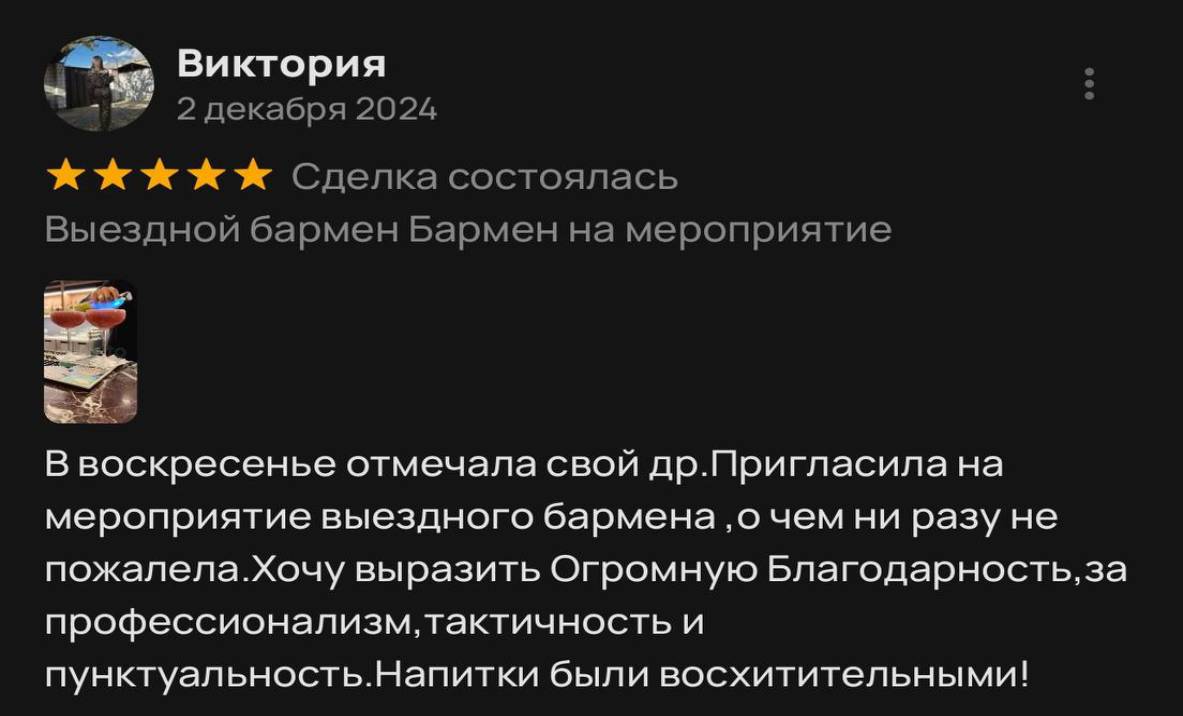 Виктория
2 декабря 2024
Сделка состоялась
Выездной бармен Бармен на мероприятие
В воскресенье отмечала свой др.Пригласила на
мероприятие выездного бармена ,о чем ни разу не
пожалела.Хочу выразить Огромную Благодарность,за
профессионализм,тактичность и
пунктуальность.Напитки были восхитительными!